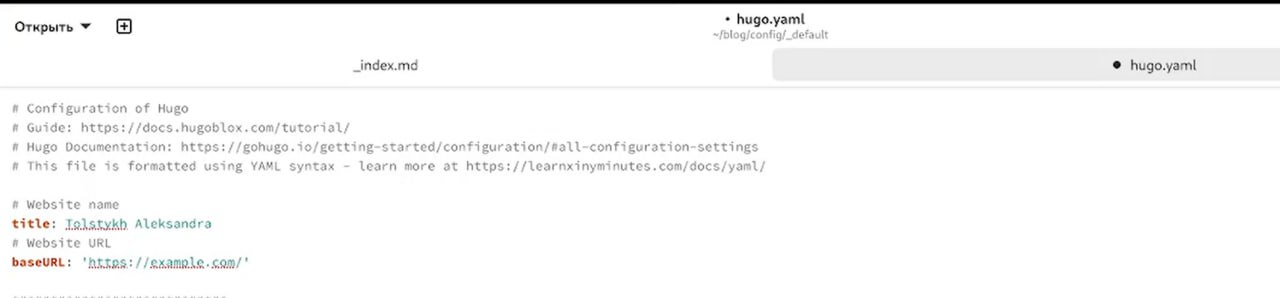 Открыть
• hugo.yaml
~/blog/config/_default
_index.md
● hugo.yaml
# Configuration of Hugo
# Guide: https://docs.hugoblox.com/tutorial/
# Hugo Documentation: https://gohugo.io/getting-started/configuration/#all-configuration-settings
# This file is formatted using YAML syntax - learn more at https://learnxinyminutes.com/docs/yaml/
# Website name
title: Tolstykh Aleksandra
# Website URL
baseURL: 'https://example.com/'